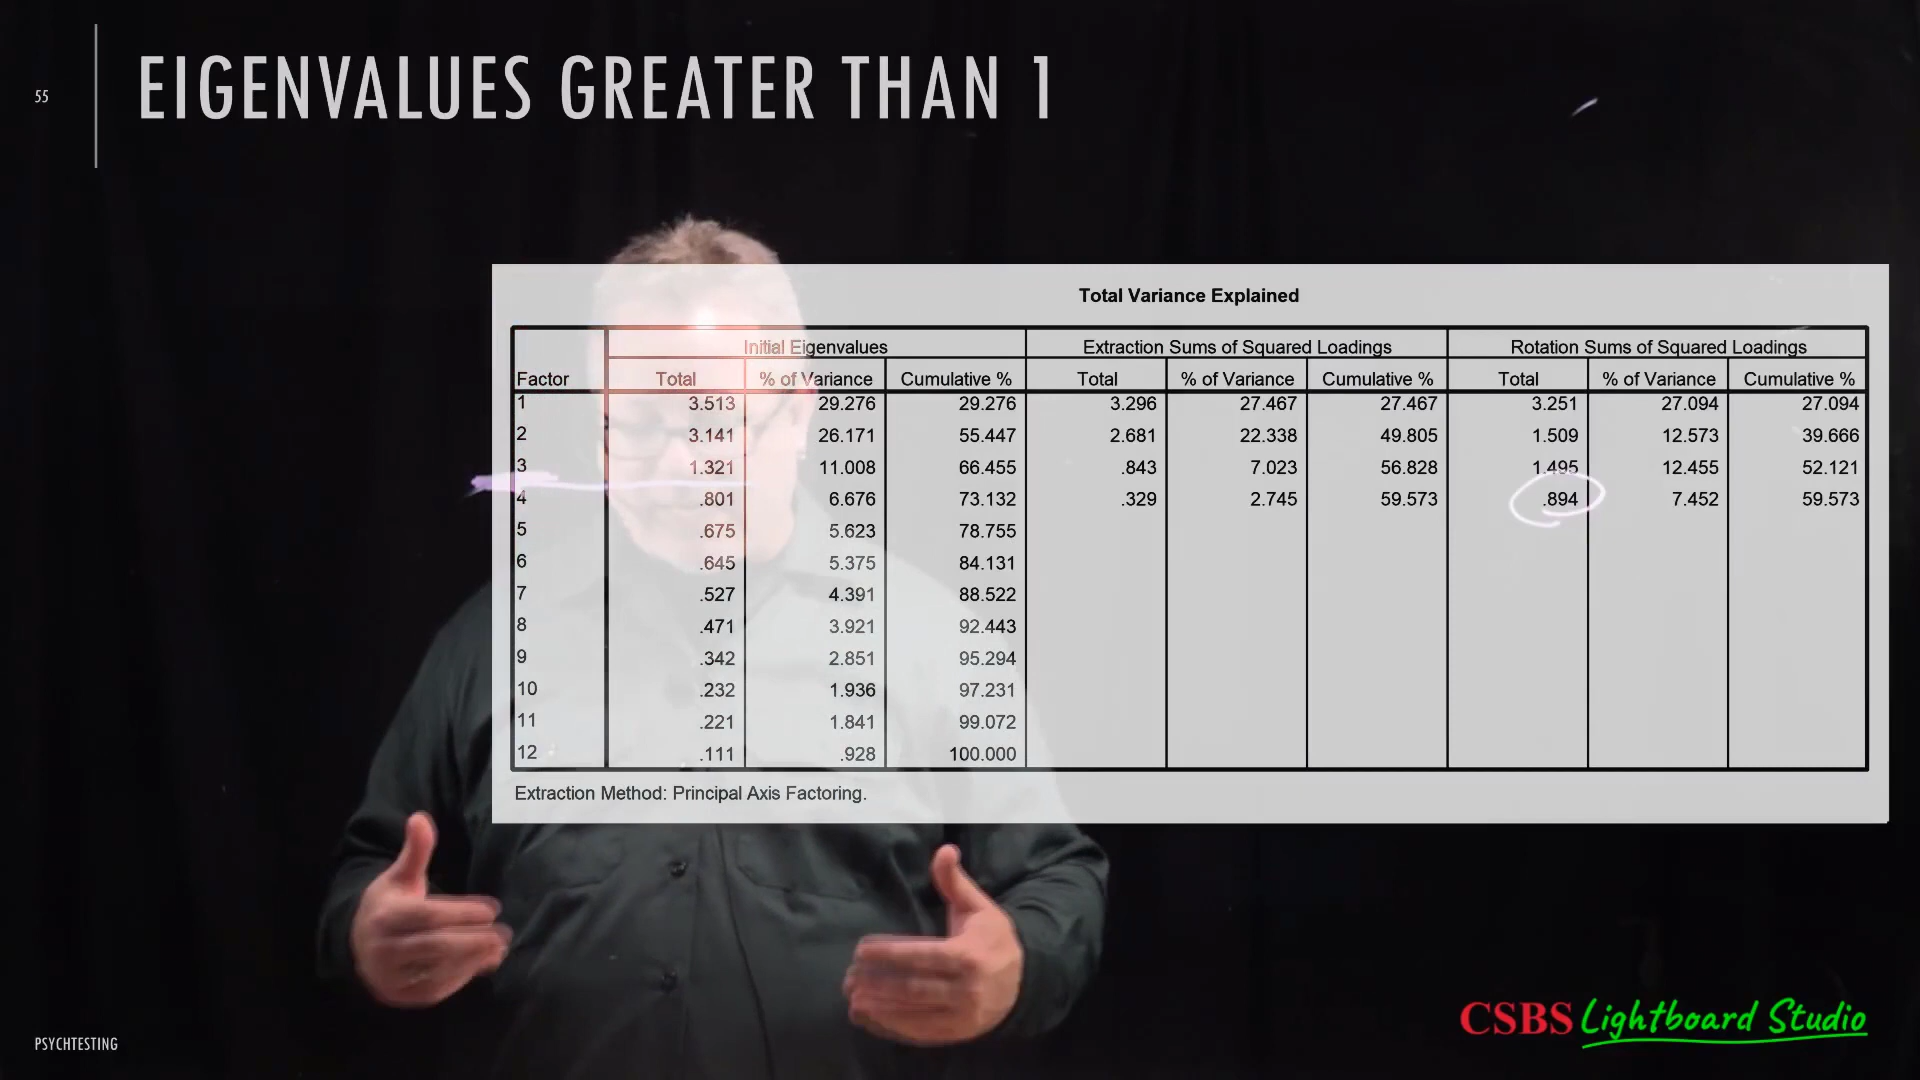 55
EIGENVALUES GREATER THAN 1
Total Variance Explained
Initial Eigenvalues Extraction Sums of Squared Loadings Rotation Sums of Squared Loadings
Factor Total % of Variance Cumulative % Total % of Variance Cumulative % Total % of Variance Cumulative %
1 3.513 29.276 29.276 3.296 27.467 27.467 3.251 27.094 27.094
2 3.141 26.171 55.447 2.681 22.338 49.805 1.509 12.573 39.666
3 1.321 11.008 66.455 .843 7.023 56.828 1.495 12.455 52.121
4 .801 6.676 73.132 .329 2.745 59.573 .894 7.452 59.573
5 .675 5.623 78.755
6 .645 5.375 84.131
7 .527 4.391 88.522
8 .471 3.921 92.443
9 .342 2.851 95.294
10 .232 1.936 97.231
11 .221 1.841 99.072
12 .111 .928 100.000
Extraction Method: Principal Axis Factoring.
CSBS Lightboard Studio
PSYCHTESTING